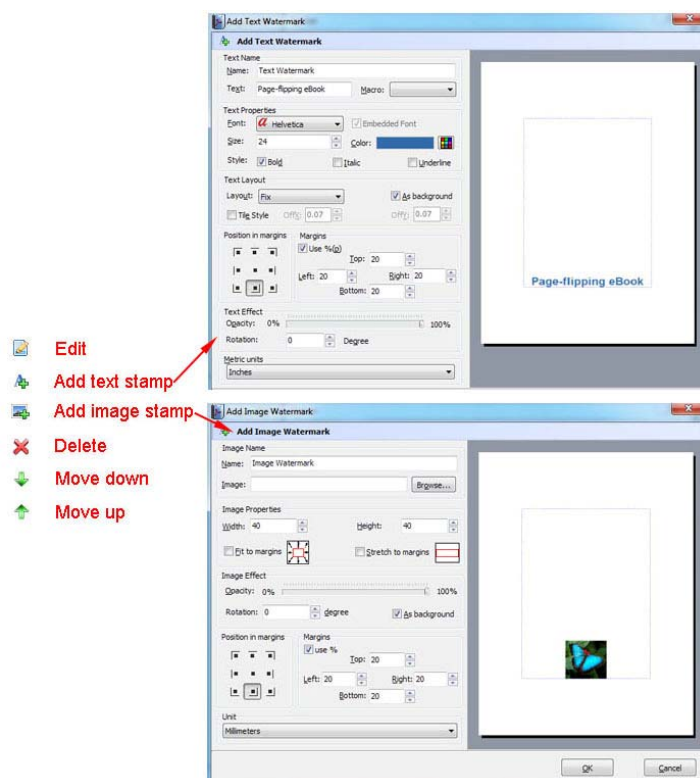 Add Text Watermark
Add Text Watermark
Text Name
Name: Text Watermark
Text: Page-flipping eBook Macro:
Text Properties
Font: a Helvetica Embedded Font
Size: 24 Color:
Style: Bold Italic Underline
Text Layout
Layout: Fix As background
Tile Style 0.07 0.07
Position in margins Margins
Use %(p)
Top: 20
Left: 20 Right: 20
Bottom: 20
Page-flipping eBook
Text Effect
Opacity: 0% 100%
Rotation: 0 Degree
Metric units
Inches
Edit
Add text stamp
Add image stamp
Delete
Move down
Move up
Add Image Watermark
Add Image Watermark
Image Name
Name: Image Watermark
Image: Browse...
Image Properties
Width: 40 Height: 40
Fit to margins Stretch to margins
Image Effect
Opacity: 0% 100%
Rotation: 0 degree As background
Position in margins Margins
use %
Top: 20
Left: 20 Right: 20
Bottom: 20
Unit
Millimeters
OK Cancel